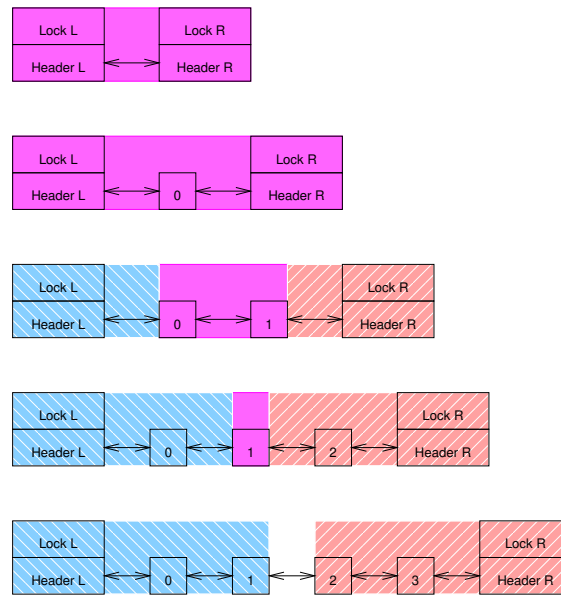 Lock L Lock R
Header L Header R
Lock L Lock R
Header L 0 Header R
Lock L Lock R
Header L 0 1 Header R
Lock L Lock R
Header L 0 1 2 Header R
Lock L Lock R
Header L 0 1 2 3 Header R